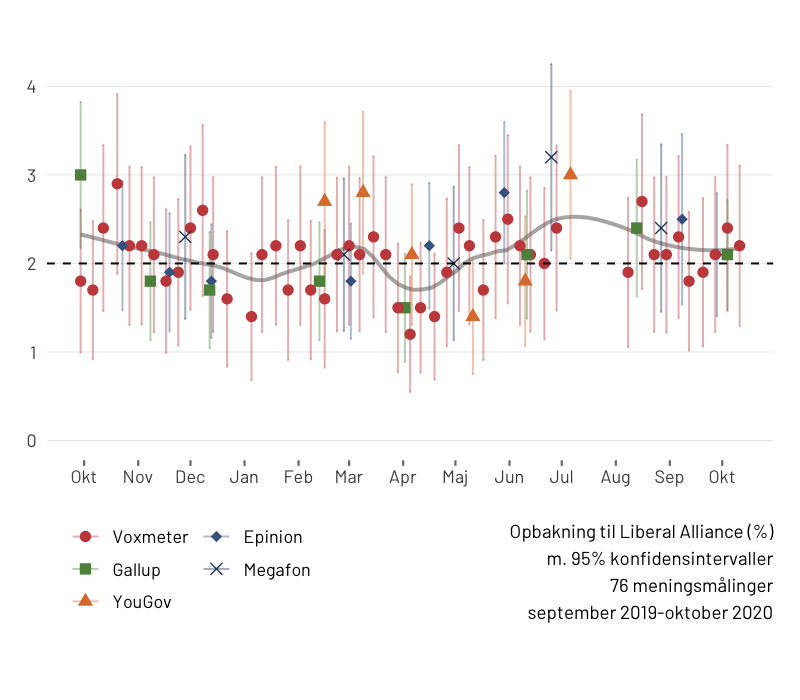 4
3
2
1
0
Okt Nov Dec Jan Feb Mar Apr Maj Jun Jul Aug Sep Okt
Voxmeter Epinion
Gallup Megafon
YouGov
Opbakning til Liberal Alliance (%)
m. 95% konfidensintervaller
76 meningsmålinger
september 2019-oktober 2020